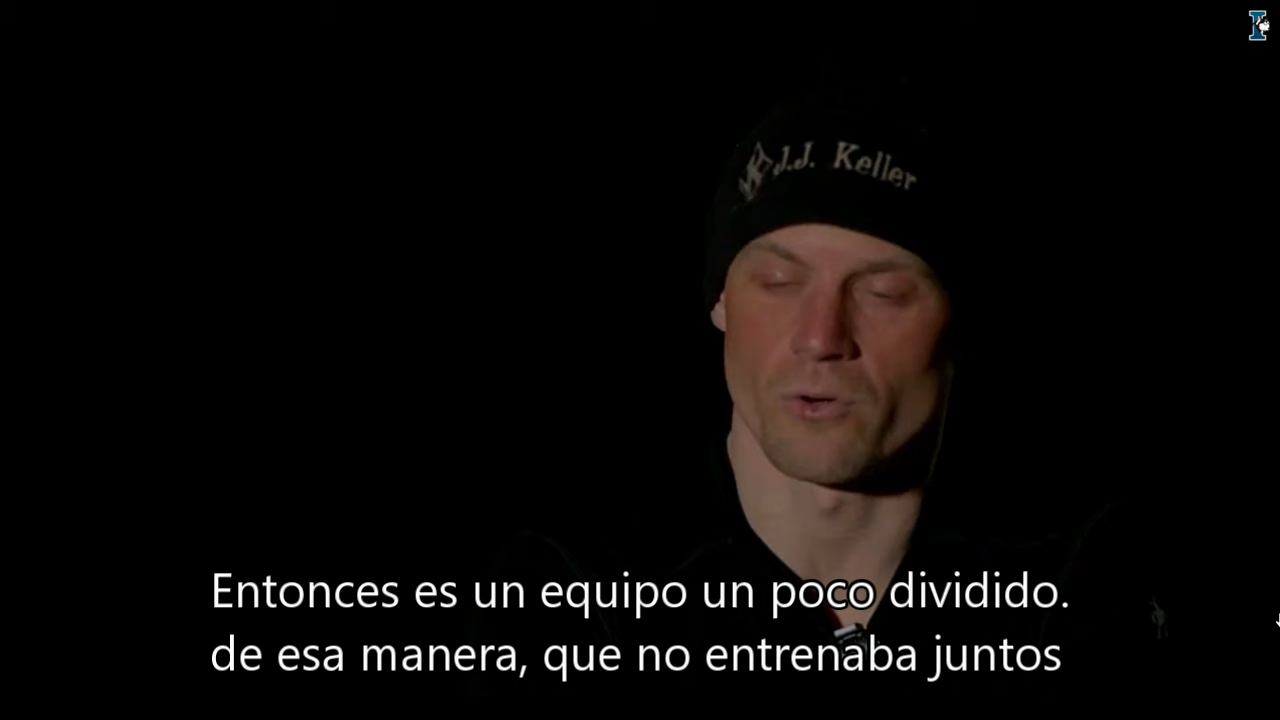 J.J. Keller
Entonces es un equipo un poco dividido.
de esa manera, que no entrenaba juntos